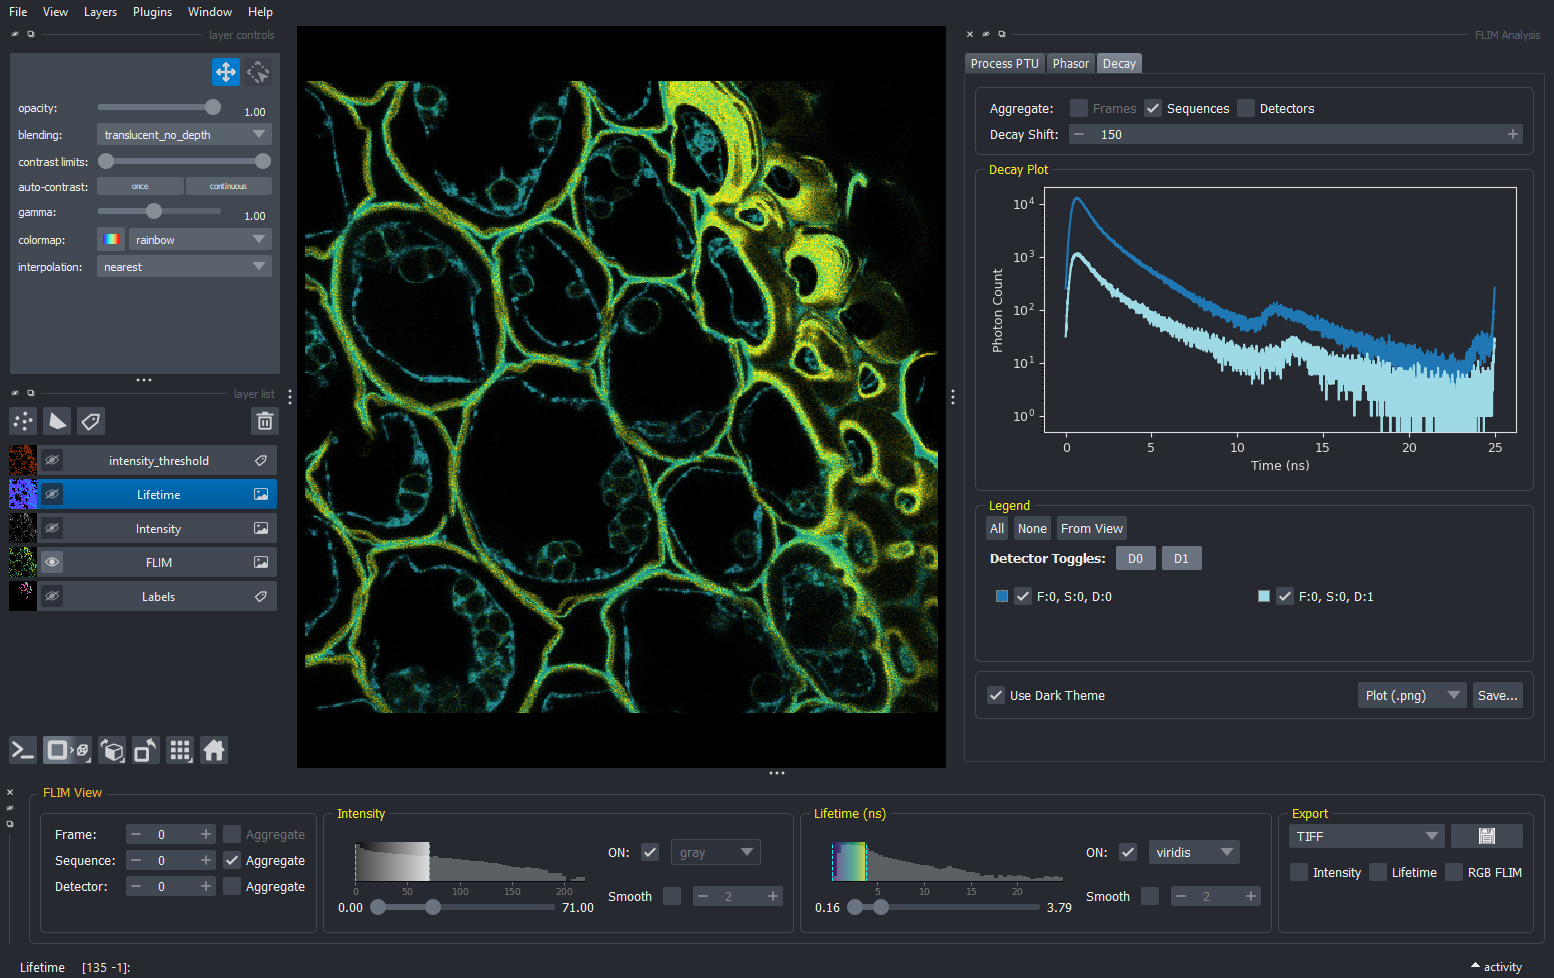 File View Layers Plugins Window Help
layer controls
opacity: 1.00
blending: translucent_no_depth
contrast limits:
auto-contrast: once continuous
gamma: 1.00
colormap: rainbow
interpolation: nearest
layer list
intensity_threshold
Lifetime
Intensity
FLIM
Labels
FLIM Analysis
Process PTU Phasor Decay
Aggregate: Frames Sequences Detectors
Decay Shift: 150
Decay Plot
10^4
10^3
10^2
10^1
10^0
Photon Count
0 5 10 15 20 25
Time (ns)
Legend
All None From View
Detector Toggles: D0 D1
F:0, S:0, D:0 F:0, S:0, D:1
Use Dark Theme Plot (.png) Save...
FLIM View
Frame: 0 Aggregate
Sequence: 0 Aggregate
Detector: 0 Aggregate
Intensity
0 50 100 150 200
0.00 71.00
ON: gray
Smooth 2
Lifetime (ns)
5 10 15 20
0.16 3.79
ON: viridis
Smooth 2
Export
TIFF
Intensity Lifetime RGB FLIM
Lifetime [135 -1]:
activity